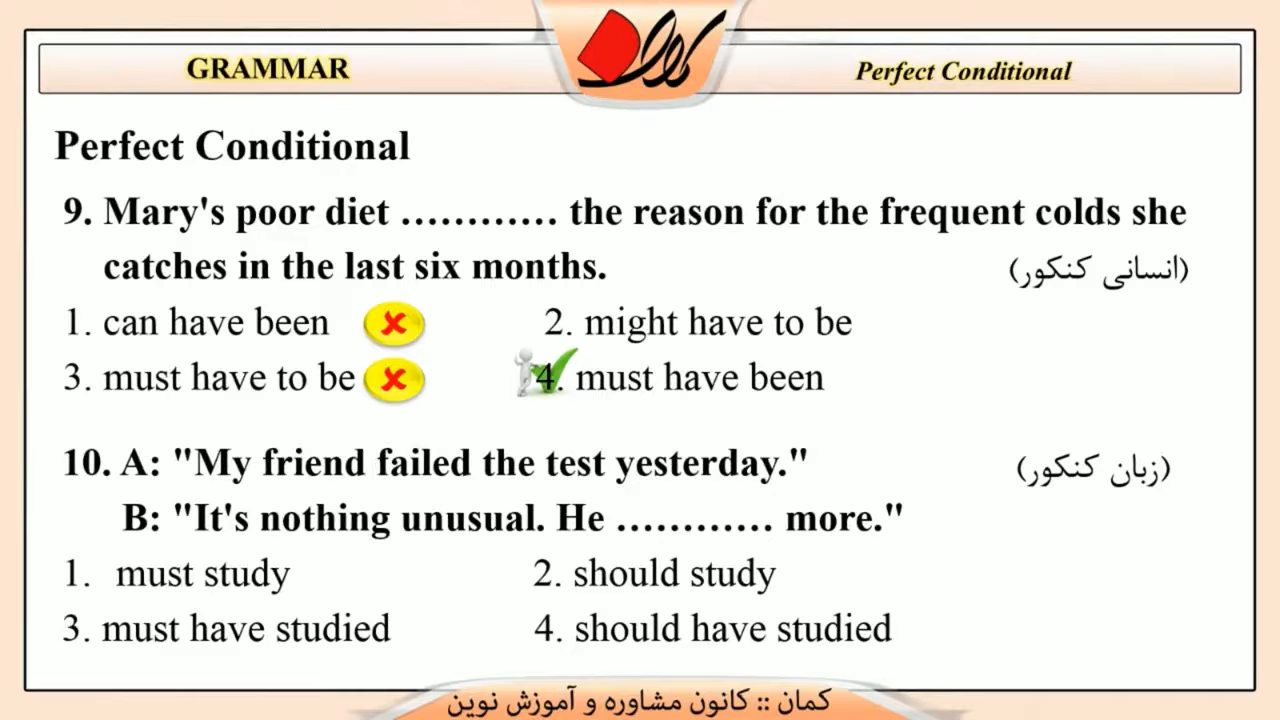 GRAMMAR
Perfect Conditional
Perfect Conditional
9. Mary's poor diet ………… the reason for the frequent colds she
catches in the last six months.
(انسانی کنکور)
1. can have been 2. might have to be
3. must have to be 4. must have been
10. A: "My friend failed the test yesterday."
(زبان کنکور)
B: "It's nothing unusual. He ………… more."
1. must study 2. should study
3. must have studied 4. should have studied
کمان :: کانون مشاوره و آموزش نوین